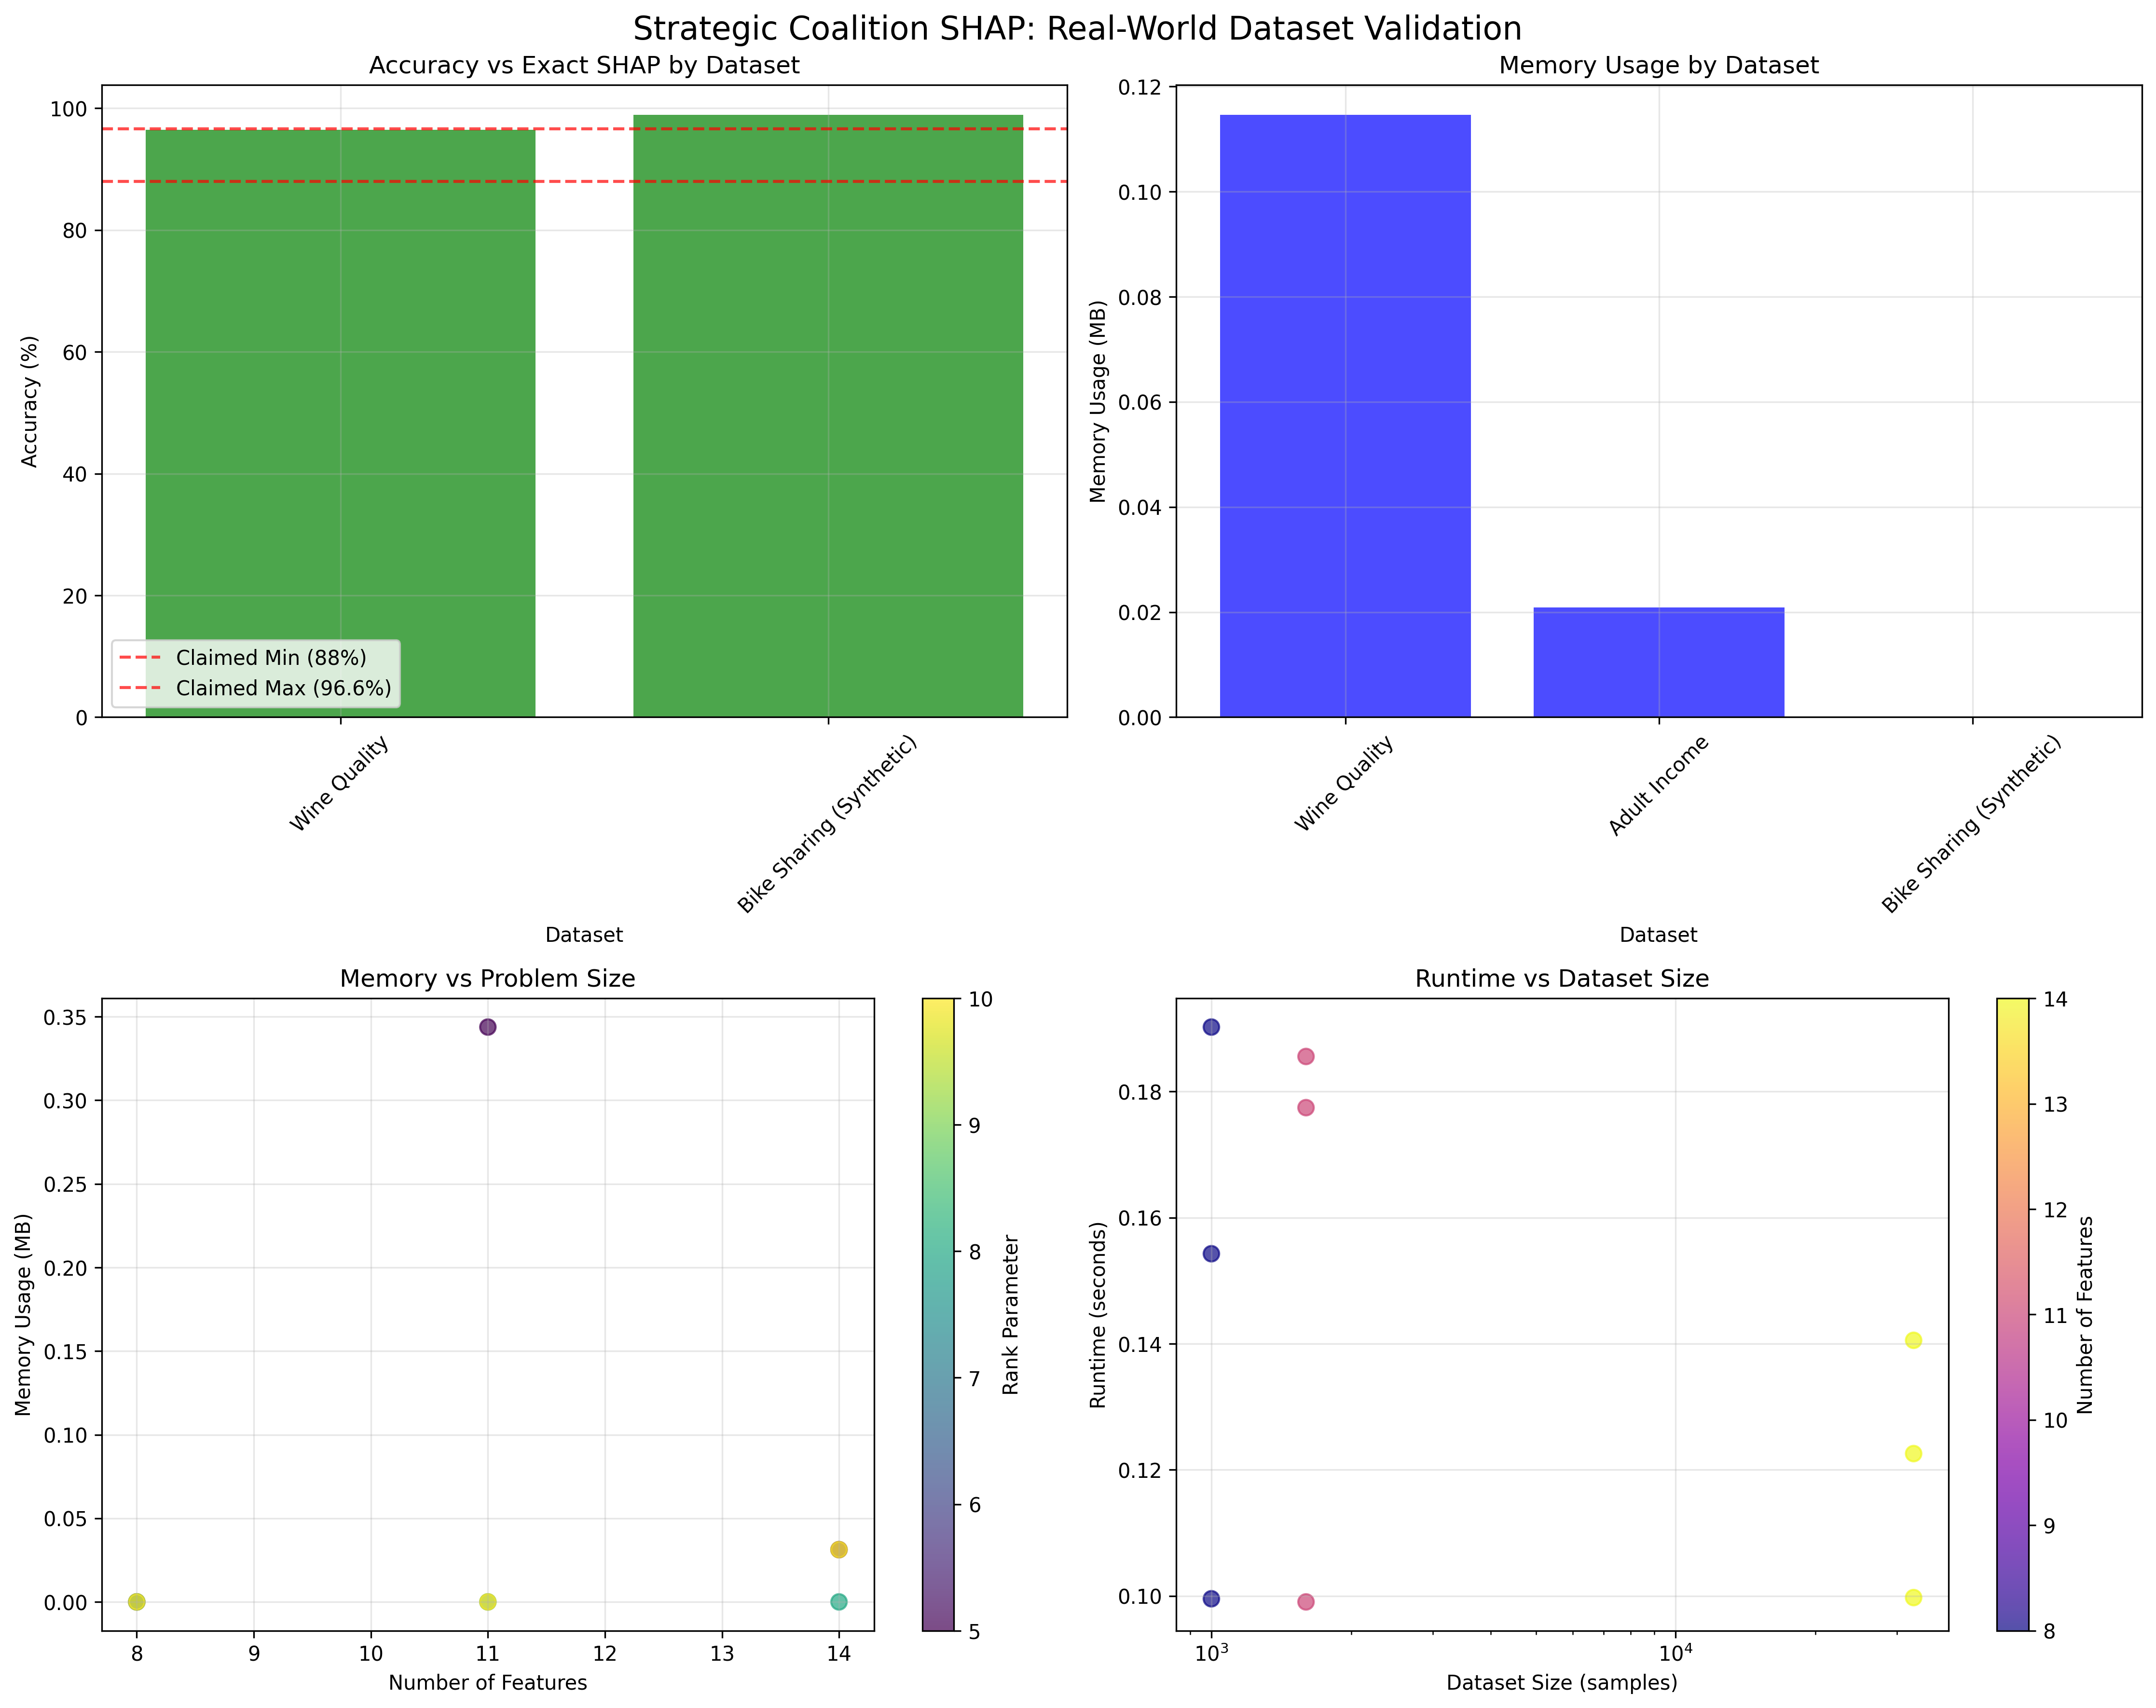 Strategic Coalition SHAP: Real-World Dataset Validation
Accuracy vs Exact SHAP by Dataset
100
80
60
40
20
0
Accuracy (%)
Claimed Min (88%)
Claimed Max (96.6%)
Wine Quality
Bike Sharing (Synthetic)
Dataset
Memory Usage by Dataset
0.12
0.10
0.08
0.06
0.04
0.02
0.00
Memory Usage (MB)
Wine Quality
Adult Income
Bike Sharing (Synthetic)
Dataset
Memory vs Problem Size
0.35
0.30
0.25
0.20
0.15
0.10
0.05
0.00
Memory Usage (MB)
8 9 10 11 12 13 14
Number of Features
10
9
8
7
6
5
Rank Parameter
Runtime vs Dataset Size
0.18
0.16
0.14
0.12
0.10
Runtime (seconds)
10³ 10⁴
Dataset Size (samples)
14
13
12
11
10
9
8
Number of Features